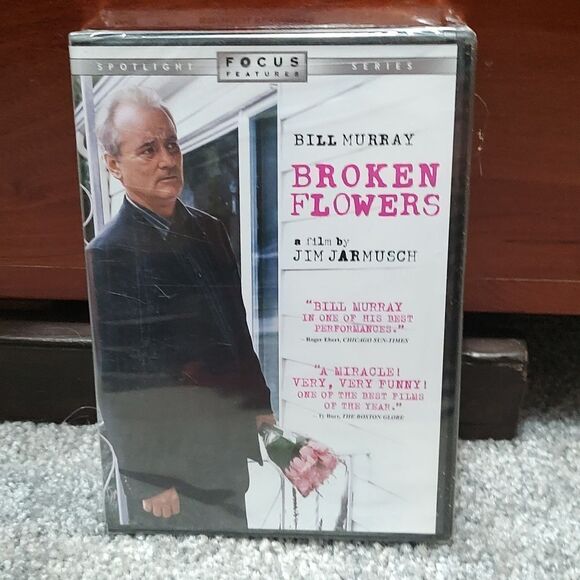 SPOTLIGHT FOCUS FEATURES SERIES
BILL MURRAY
BROKEN
FLOWERS
a film by
JIM JARMUSCH
"BILL MURRAY
IN ONE OF HIS BEST
PERFORMANCES."
- Roger Ebert, CHICAGO SUN-TIMES
"A MIRACLE!
VERY, VERY FUNNY!
ONE OF THE BEST FILMS
OF THE YEAR."
- Ty Burr, THE BOSTON GLOBE